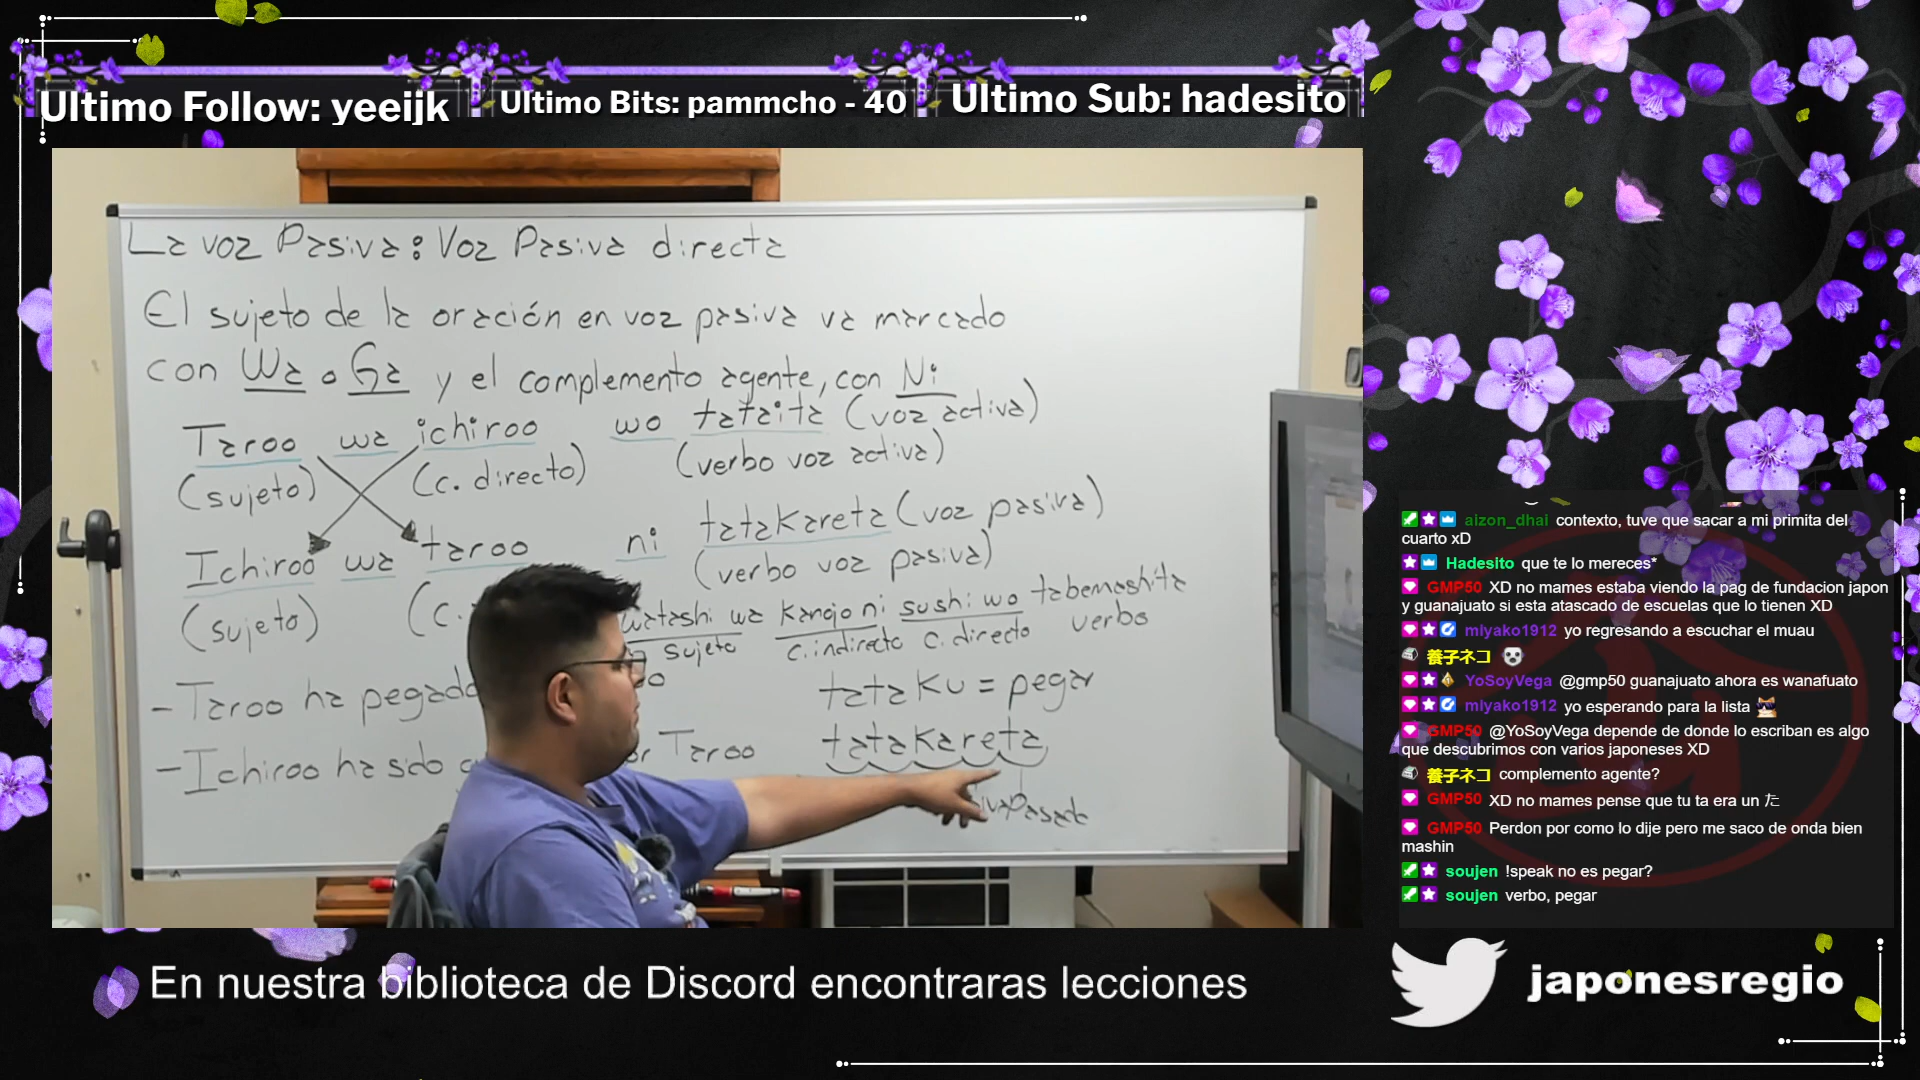 Ultimo Follow: yeeijk
Ultimo Bits: pammcho - 40
Ultimo Sub: hadesito
La voz Pasiva: Voz Pasiva directa
El sujeto de la oración en voz pasiva va marcado
con Wa o Ga y el complemento agente, con Ni
Taroo wa ichiroo wo tataita (voz activa)
(sujeto) (c. directo) (verbo voz activa)
Ichiroo wa taroo ni tatakareta (voz pasiva)
(sujeto) (c. (verbo voz pasiva)
watashi wa kanojo ni sushi wo tabemashita
sujeto c. indirecto c. directo verbo
- Taroo ha pegado
tataku = pegar
- Ichiroo ha sido Taroo
tatakareta
Pasado
aizon_dhai contexto, tuve que sacar a mi primita del
cuarto xD
Hadesito que te lo mereces*
GMP50 XD no mames estaba viendo la pag de fundacion japon
y guanajuato si esta atascado de escuelas que lo tienen XD
miyako1912 yo regresando a escuchar el muau
養子ネコ
YoSoyVega @gmp50 guanajuato ahora es wanafuato
miyako1912 yo esperando para la lista
GMP50 @YoSoyVega depende de donde lo escriban es algo
que descubrimos con varios japoneses XD
養子ネコ complemento agente?
GMP50 XD no mames pense que tu ta era un た
GMP50 Perdon por como lo dije pero me saco de onda bien
mashin
soujen !speak no es pegar?
soujen verbo, pegar
En nuestra biblioteca de Discord encontraras lecciones
japonesregio